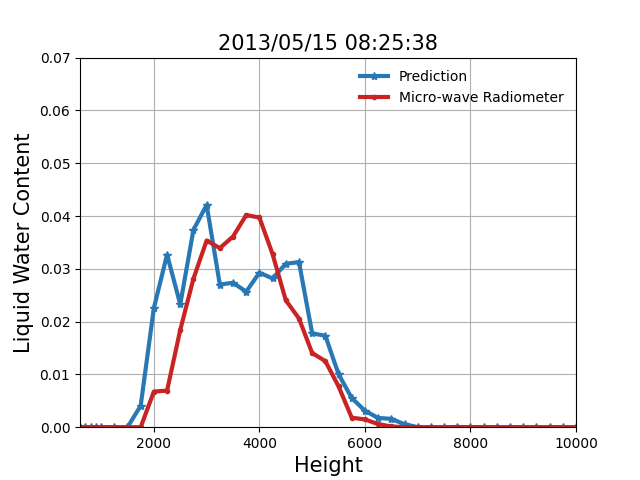 2013/05/15 08:25:38
0.07
0.06
0.05
0.04
0.03
0.02
0.01
0.00
Liquid Water Content
Prediction
Micro-wave Radiometer
2000 4000 6000 8000 10000
Height